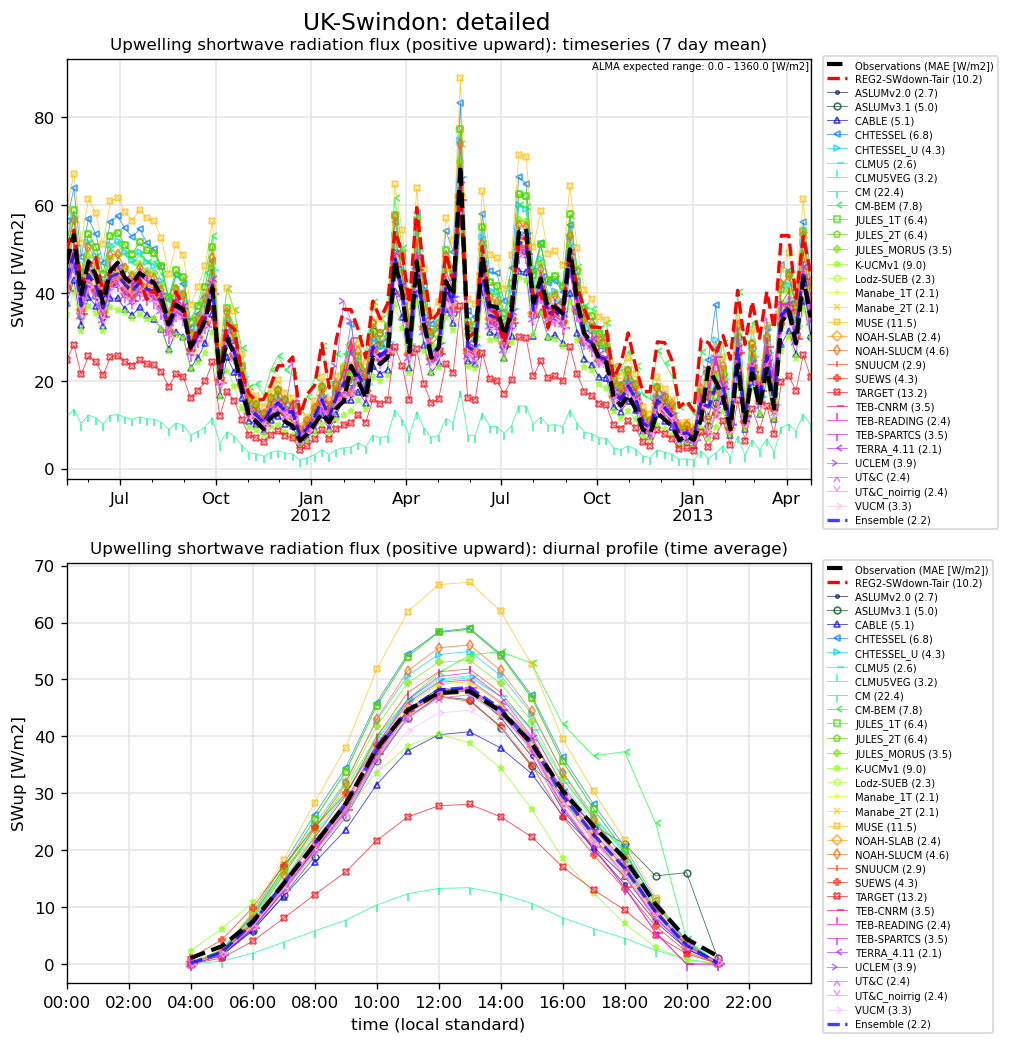 UK-Swindon: detailed
Upwelling shortwave radiation flux (positive upward): timeseries (7 day mean)
ALMA expected range: 0.0 - 1360.0 [W/m2]
SWup [W/m2]
80
60
40
20
0
Jul
Oct
Jan
2012
Apr
Jul
Oct
Jan
2013
Apr
Observations (MAE [W/m2])
REG2-SWdown-Tair (10.2)
ASLUMv2.0 (2.7)
ASLUMv3.1 (5.0)
CABLE (5.1)
CHTESSEL (6.8)
CHTESSEL_U (4.3)
CLMU5 (2.6)
CLMU5VEG (3.2)
CM (22.4)
CM-BEM (7.8)
JULES_1T (6.4)
JULES_2T (6.4)
JULES_MORUS (3.5)
K-UCMv1 (9.0)
Lodz-SUEB (2.3)
Manabe_1T (2.1)
Manabe_2T (2.1)
MUSE (11.5)
NOAH-SLAB (2.4)
NOAH-SLUCM (4.6)
SNUUCM (2.9)
SUEWS (4.3)
TARGET (13.2)
TEB-CNRM (3.5)
TEB-READING (2.4)
TEB-SPARTCS (3.5)
TERRA_4.11 (2.1)
UCLEM (3.9)
UT&C (2.4)
UT&C_noirrig (2.4)
VUCM (3.3)
Ensemble (2.2)
Upwelling shortwave radiation flux (positive upward): diurnal profile (time average)
SWup [W/m2]
70
60
50
40
30
20
10
0
00:00
02:00
04:00
06:00
08:00
10:00
12:00
14:00
16:00
18:00
20:00
22:00
time (local standard)
Observation (MAE [W/m2])
REG2-SWdown-Tair (10.2)
ASLUMv2.0 (2.7)
ASLUMv3.1 (5.0)
CABLE (5.1)
CHTESSEL (6.8)
CHTESSEL_U (4.3)
CLMU5 (2.6)
CLMU5VEG (3.2)
CM (22.4)
CM-BEM (7.8)
JULES_1T (6.4)
JULES_2T (6.4)
JULES_MORUS (3.5)
K-UCMv1 (9.0)
Lodz-SUEB (2.3)
Manabe_1T (2.1)
Manabe_2T (2.1)
MUSE (11.5)
NOAH-SLAB (2.4)
NOAH-SLUCM (4.6)
SNUUCM (2.9)
SUEWS (4.3)
TARGET (13.2)
TEB-CNRM (3.5)
TEB-READING (2.4)
TEB-SPARTCS (3.5)
TERRA_4.11 (2.1)
UCLEM (3.9)
UT&C (2.4)
UT&C_noirrig (2.4)
VUCM (3.3)
Ensemble (2.2)